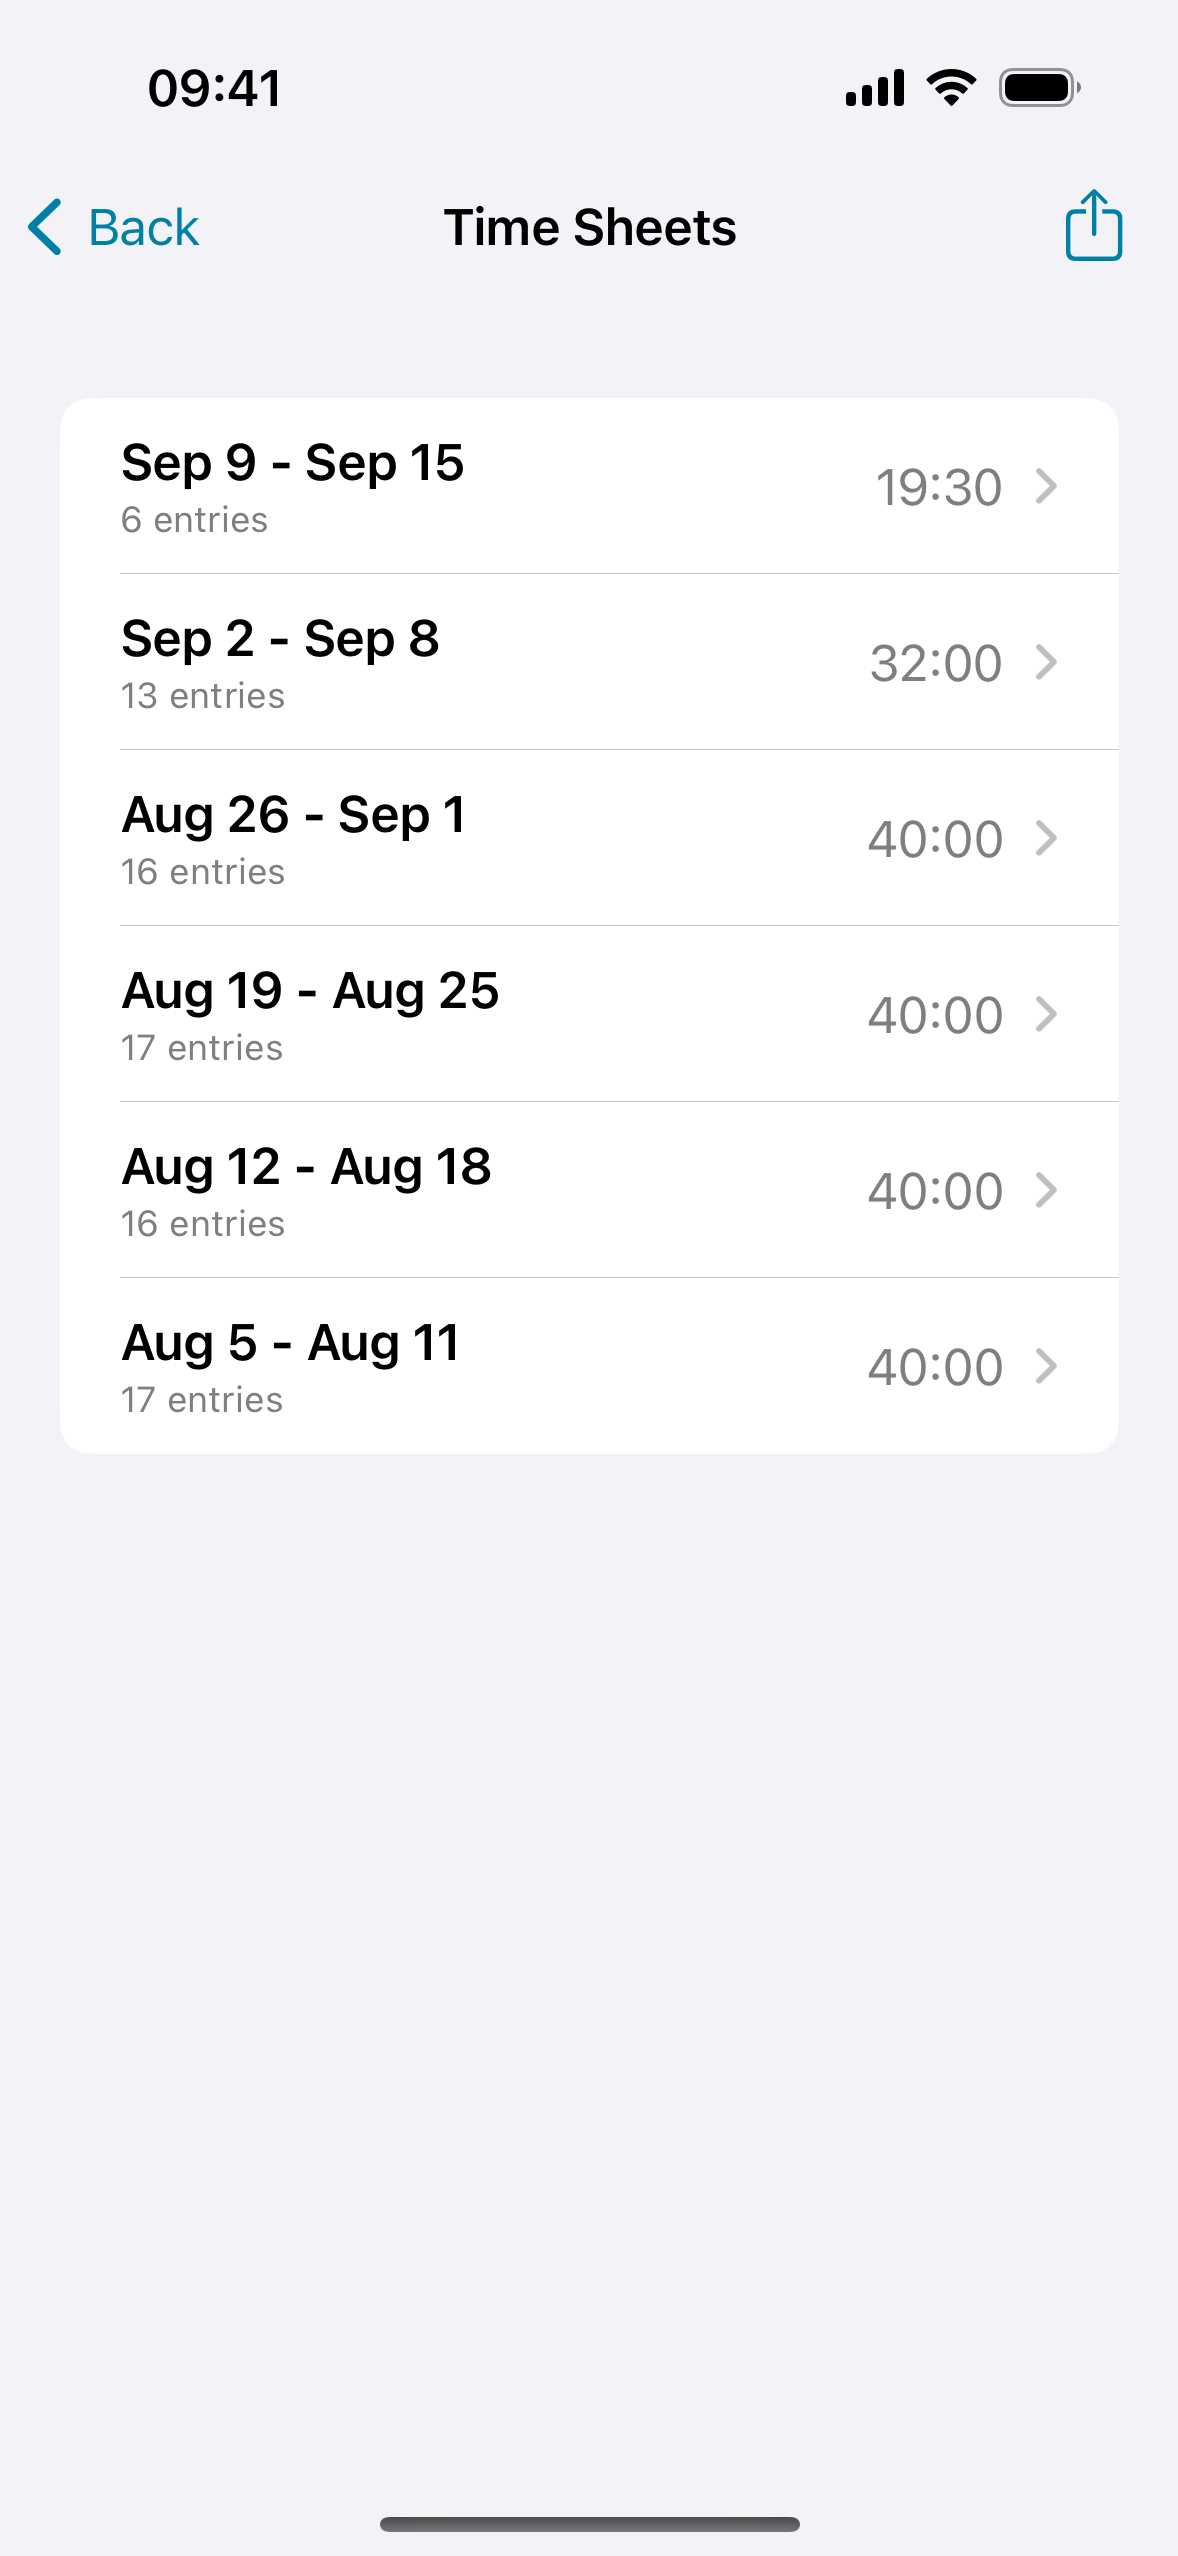 09:41
Back
Time Sheets
Sep 9 - Sep 15
6 entries
19:30
Sep 2 - Sep 8
13 entries
32:00
Aug 26 - Sep 1
16 entries
40:00
Aug 19 - Aug 25
17 entries
40:00
Aug 12 - Aug 18
16 entries
40:00
Aug 5 - Aug 11
17 entries
40:00